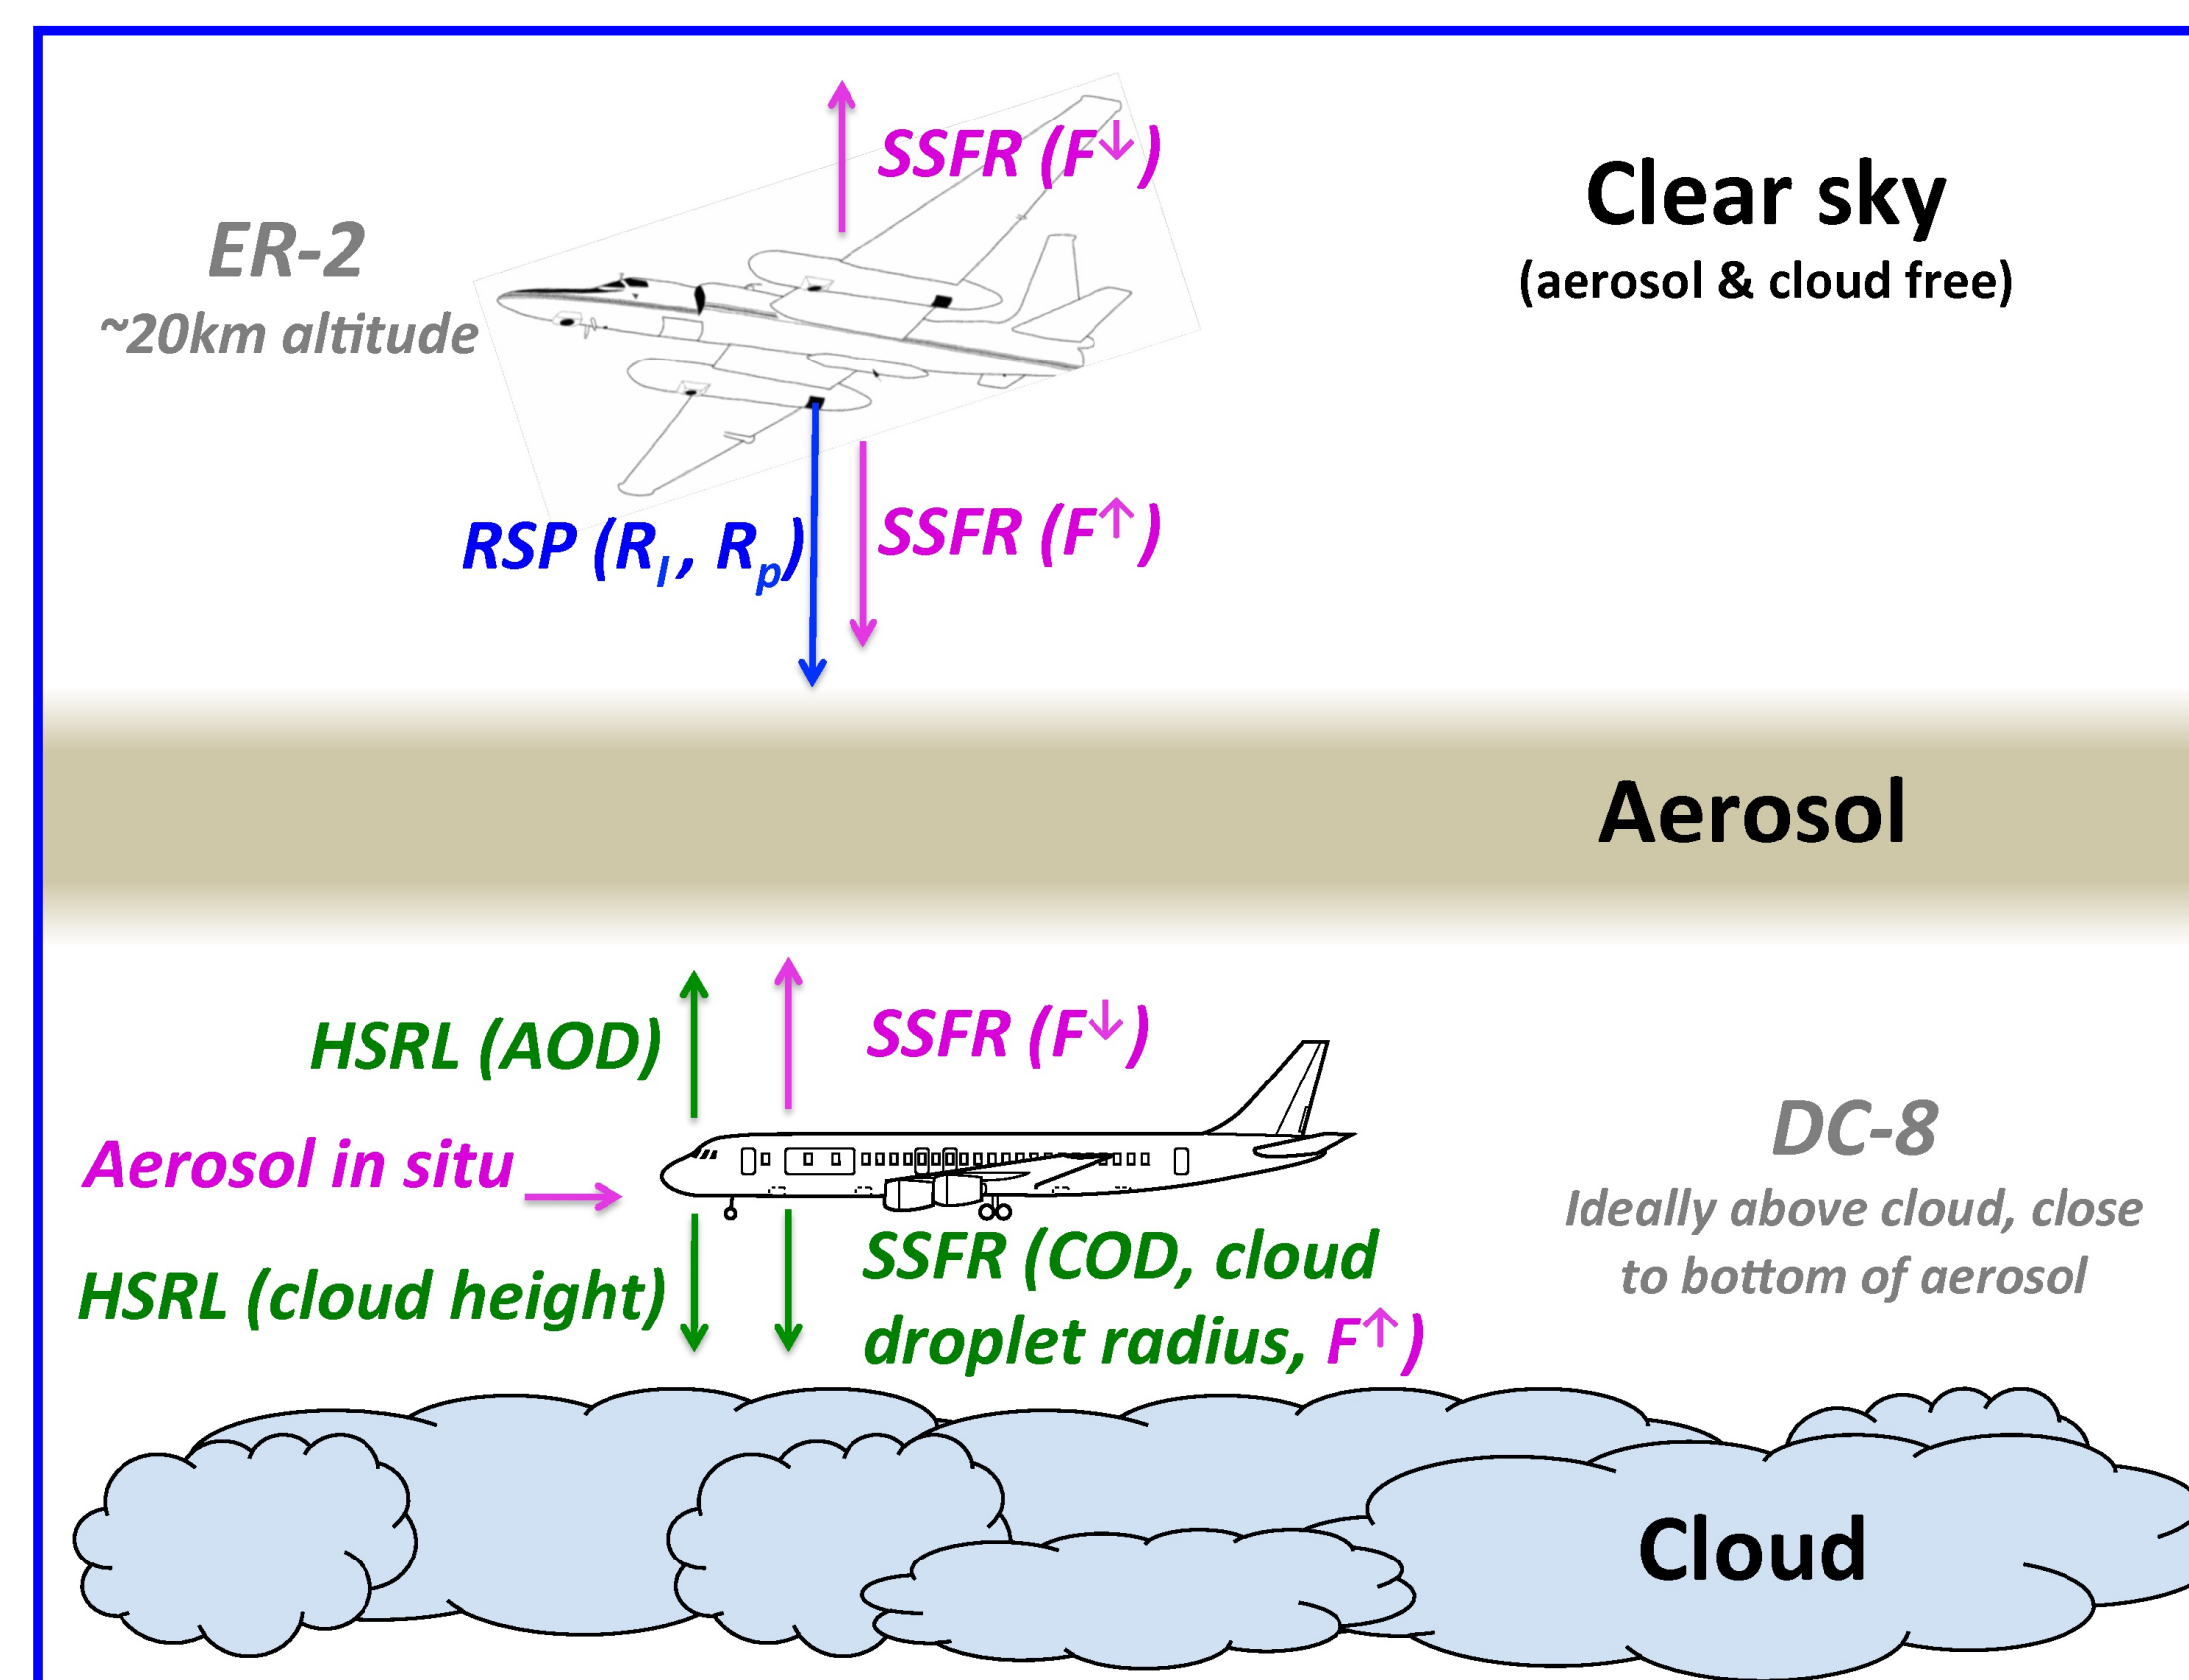 SSFR (F↓)
Clear sky
(aerosol & cloud free)
ER-2
~20km altitude
RSP (Rl, Rp)
SSFR (F↑)
Aerosol
HSRL (AOD)
SSFR (F↓)
Aerosol in situ
DC-8
Ideally above cloud, close
to bottom of aerosol
HSRL (cloud height)
SSFR (COD, cloud
droplet radius, F↑)
Cloud